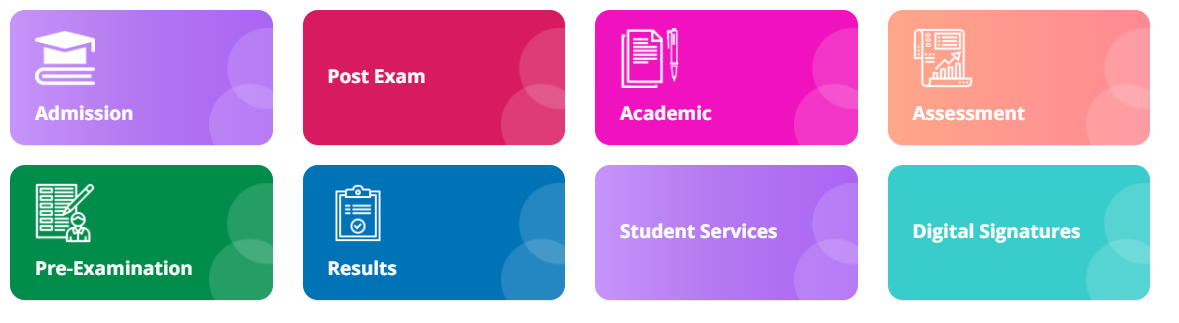 Admission
Post Exam
Academic
Assessment
Pre-Examination
Results
Student Services
Digital Signatures